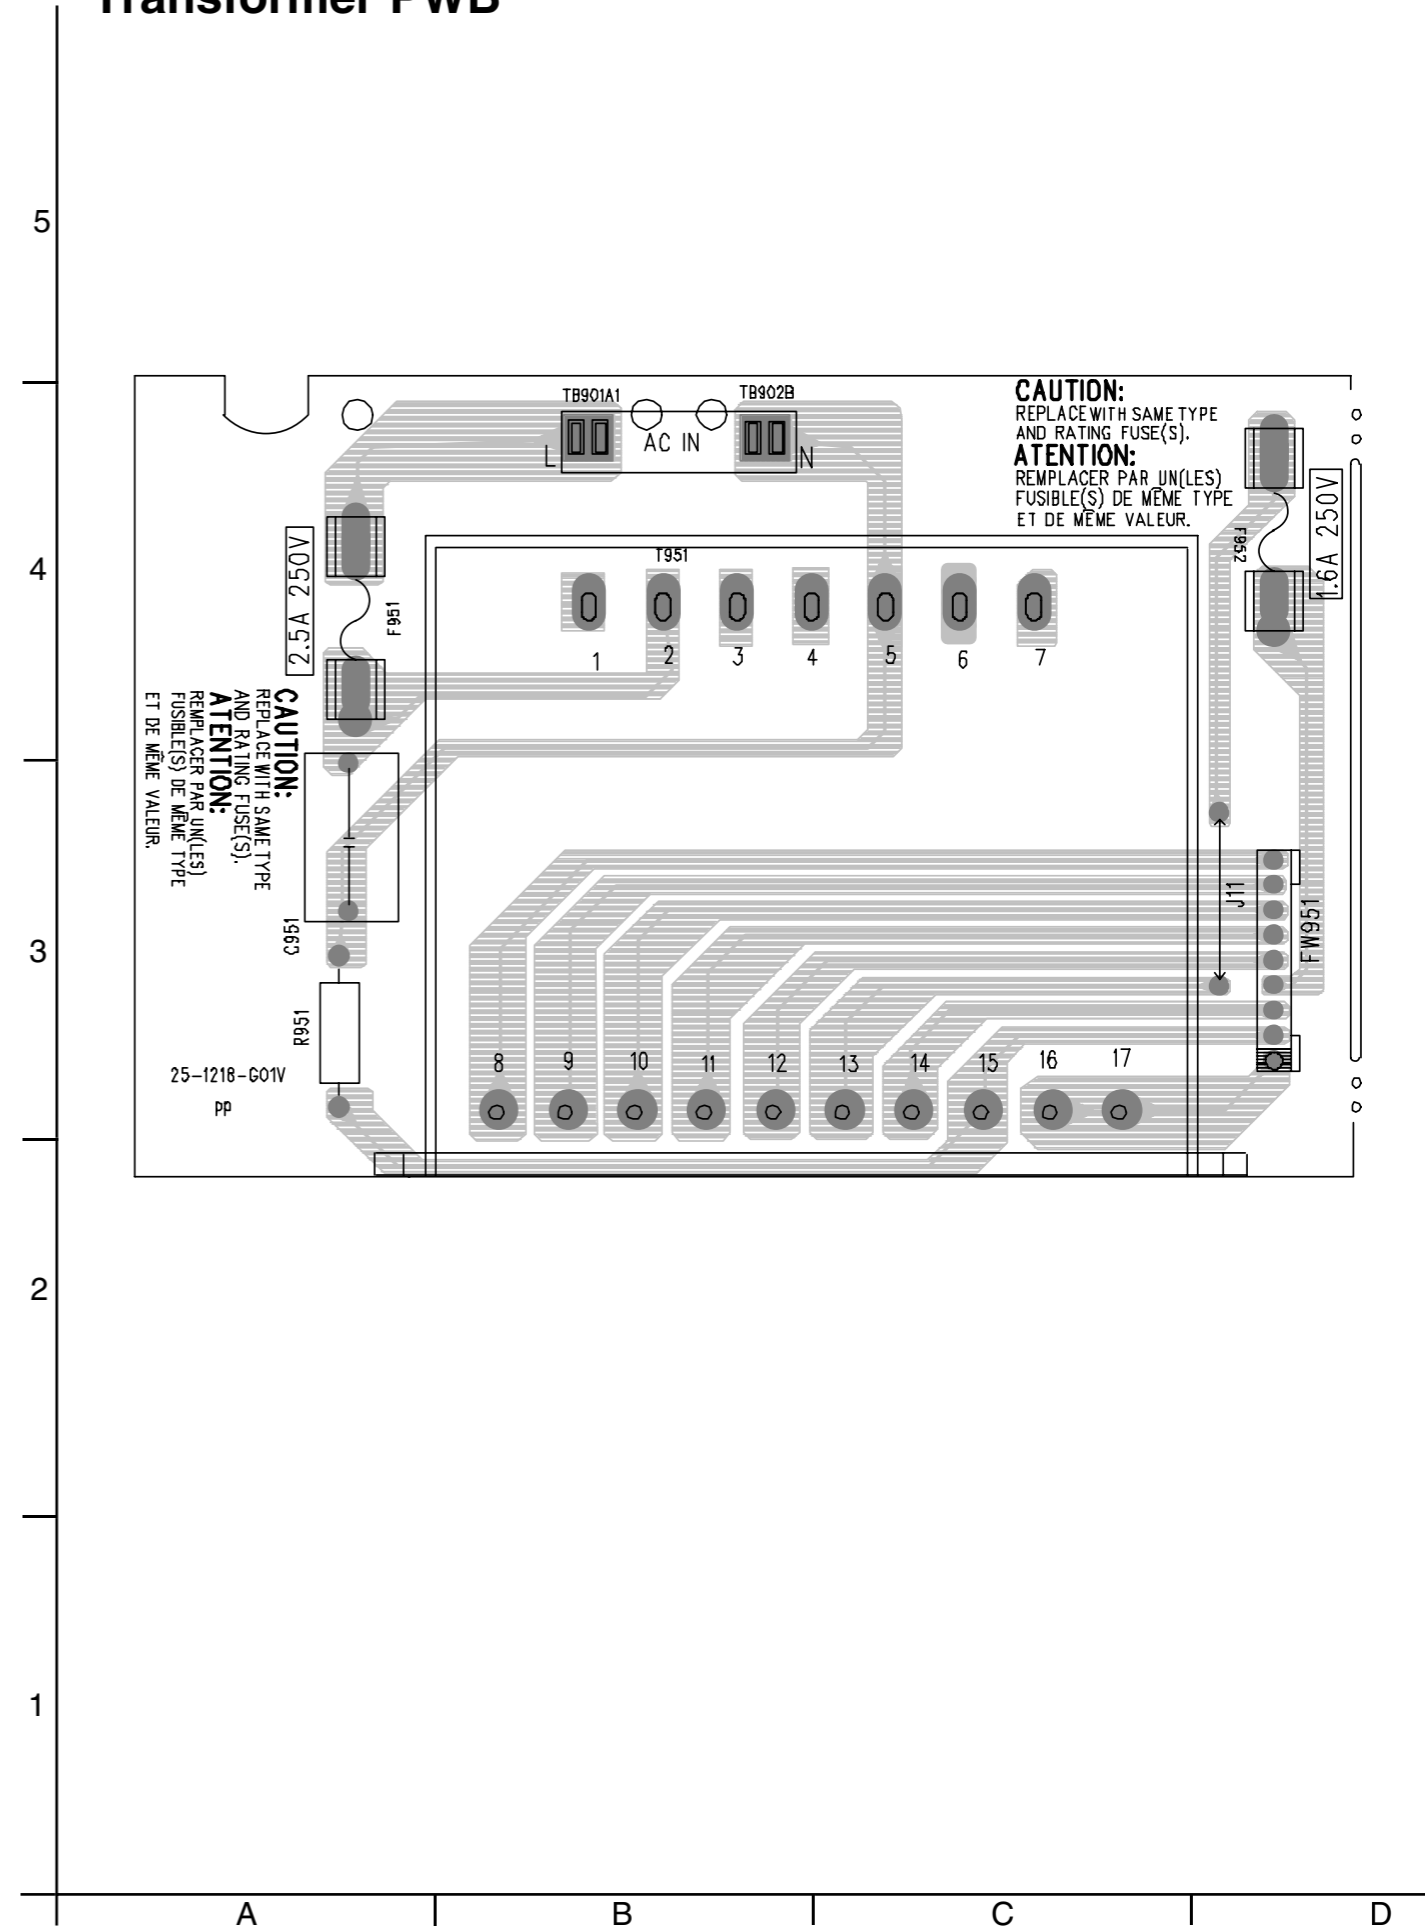 Transformer PWB
5
TB901A1
TB902B
AC IN
L
N
CAUTION:
REPLACE WITH SAME TYPE
AND RATING FUSE(S).
ATENTION:
REMPLACER PAR UN(LES)
FUSIBLE(S) DE MÊME TYPE
ET DE MÊME VALEUR.
1.6A 250V
F952
4
2.5A 250V
F951
T951
1 2 3 4 5 6 7
CAUTION:
REPLACE WITH SAME TYPE
AND RATING FUSE(S).
ATENTION:
REMPLACER PAR UN(LES)
FUSIBLE(S) DE MÊME TYPE
ET DE MÊME VALEUR.
J11
FW951
3
C951
R951
8 9 10 11 12 13 14 15 16 17
25-1218-G01V
pp
2
1
A B C D